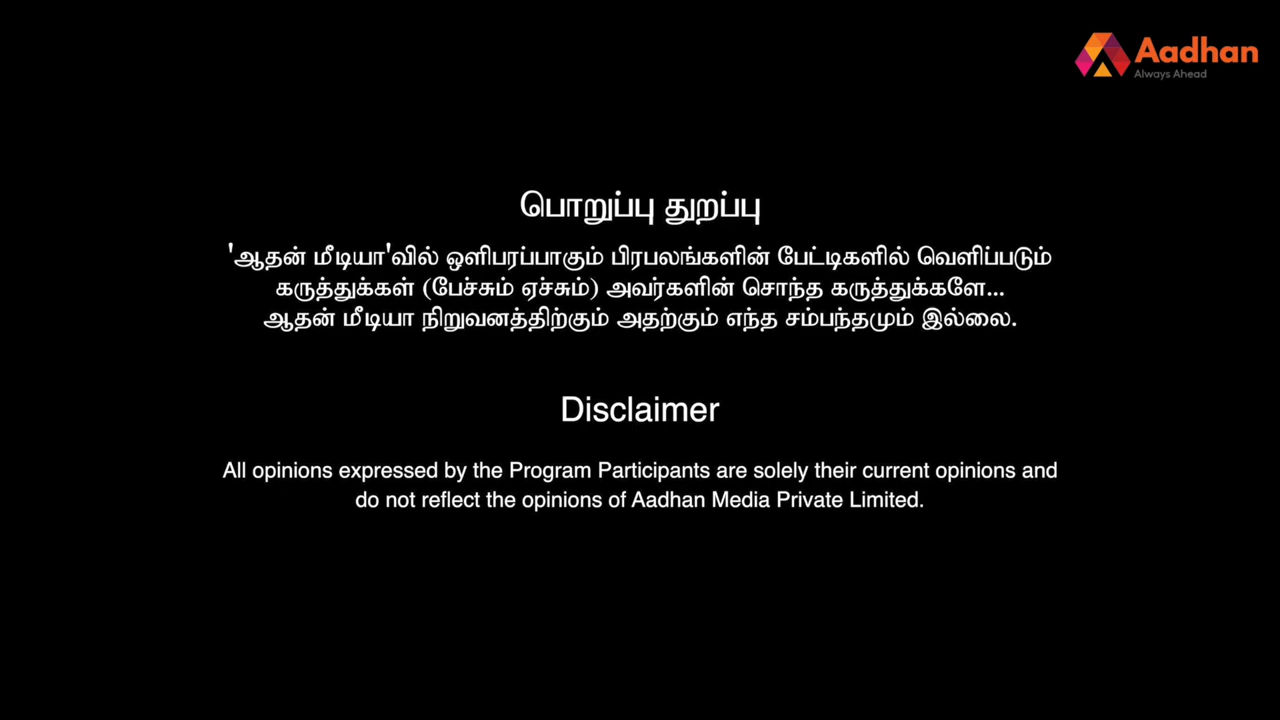 Aadhan
Always Ahead
பொறுப்பு துறப்பு
'ஆதன் மீடியா'வில் ஒளிபரப்பாகும் பிரபலங்களின் பேட்டிகளில் வெளிப்படும்
கருத்துக்கள் (பேச்சும் ஏச்சும்) அவர்களின் சொந்த கருத்துக்களே...
ஆதன் மீடியா நிறுவனத்திற்கும் அதற்கும் எந்த சம்பந்தமும் இல்லை.
Disclaimer
All opinions expressed by the Program Participants are solely their current opinions and
do not reflect the opinions of Aadhan Media Private Limited.